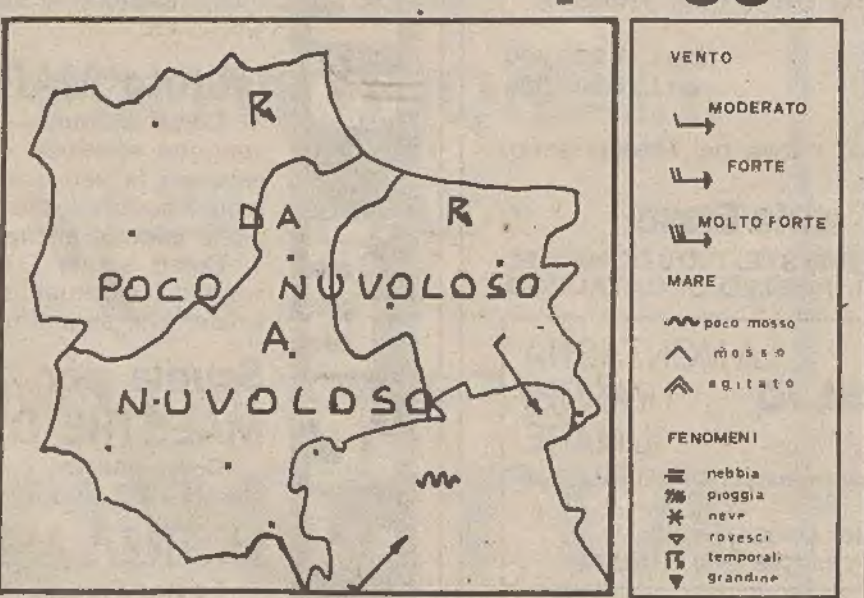 DA
POCO NUVOLOSO
A
NUVOLOSO
VENTO
MODERATO
FORTE
MOLTO FORTE
MARE
poco mosso
mosso
agitato
FENOMENI
nebbia
pioggia
neve
rovesci
temporali
grandine